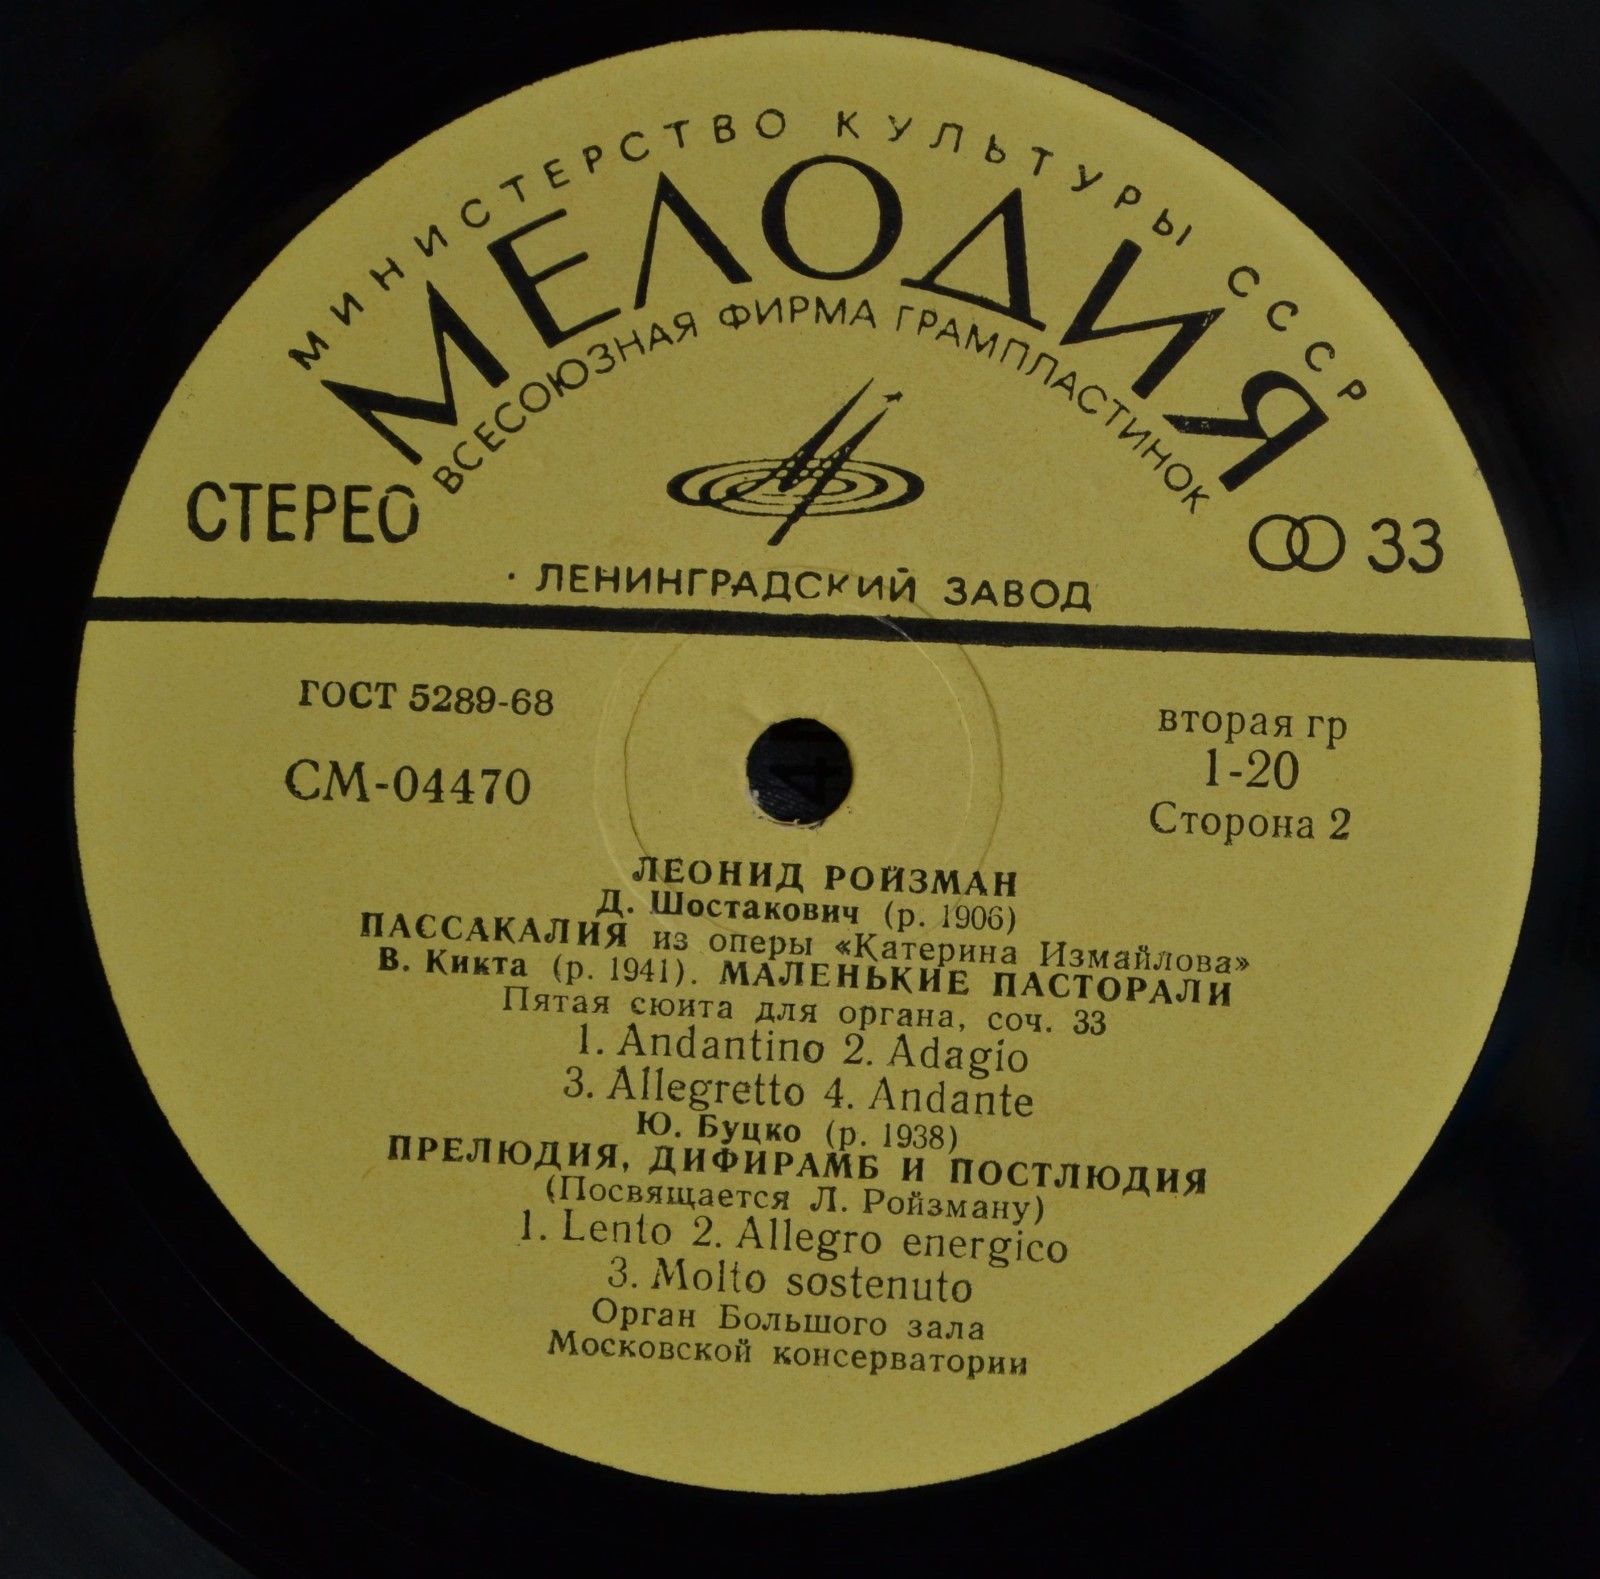 МИНИСТЕРСТВО КУЛЬТУРЫ СССР
МЕЛОДИЯ
ВСЕСОЮЗНАЯ ФИРМА ГРАМПЛАСТИНОК
СТЕРЕО
33
· ЛЕНИНГРАДСКИЙ ЗАВОД
ГОСТ 5289-68
СМ-04470
вторая гр
1-20
Сторона 2
ЛЕОНИД РОЙЗМАН
Д. Шостакович (р. 1906)
ПАССАКАЛИЯ из оперы «Катерина Измайлова»
В. Кикта (р. 1941). МАЛЕНЬКИЕ ПАСТОРАЛИ
Пятая сюита для органа, соч. 33
1. Andantino 2. Adagio
3. Allegretto 4. Andante
Ю. Буцко (р. 1938)
ПРЕЛЮДИЯ, ДИФИРАМБ И ПОСТЛЮДИЯ
(Посвящается Л. Ройзману)
1. Lento 2. Allegro energico
3. Molto sostenuto
Орган Большого зала
Московской консерватории